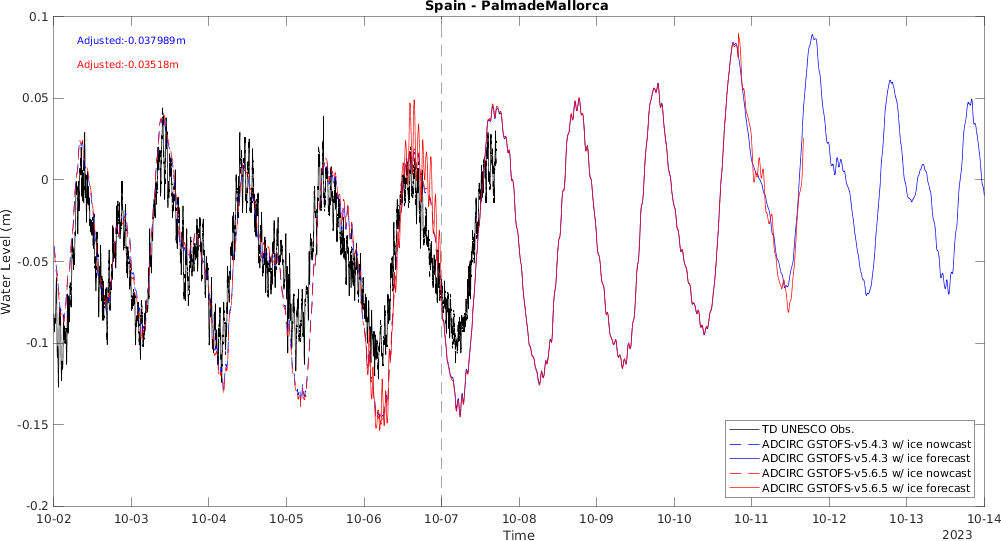 Spain - PalmadeMallorca
Adjusted:-0.037989m
Adjusted:-0.03518m
0.1
0.05
0
-0.05
-0.1
-0.15
-0.2
Water Level (m)
10-02 10-03 10-04 10-05 10-06 10-07 10-08 10-09 10-10 10-11 10-12 10-13 10-14
Time
2023
TD UNESCO Obs.
ADCIRC GSTOFS-v5.4.3 w/ ice nowcast
ADCIRC GSTOFS-v5.4.3 w/ ice forecast
ADCIRC GSTOFS-v5.6.5 w/ ice nowcast
ADCIRC GSTOFS-v5.6.5 w/ ice forecast